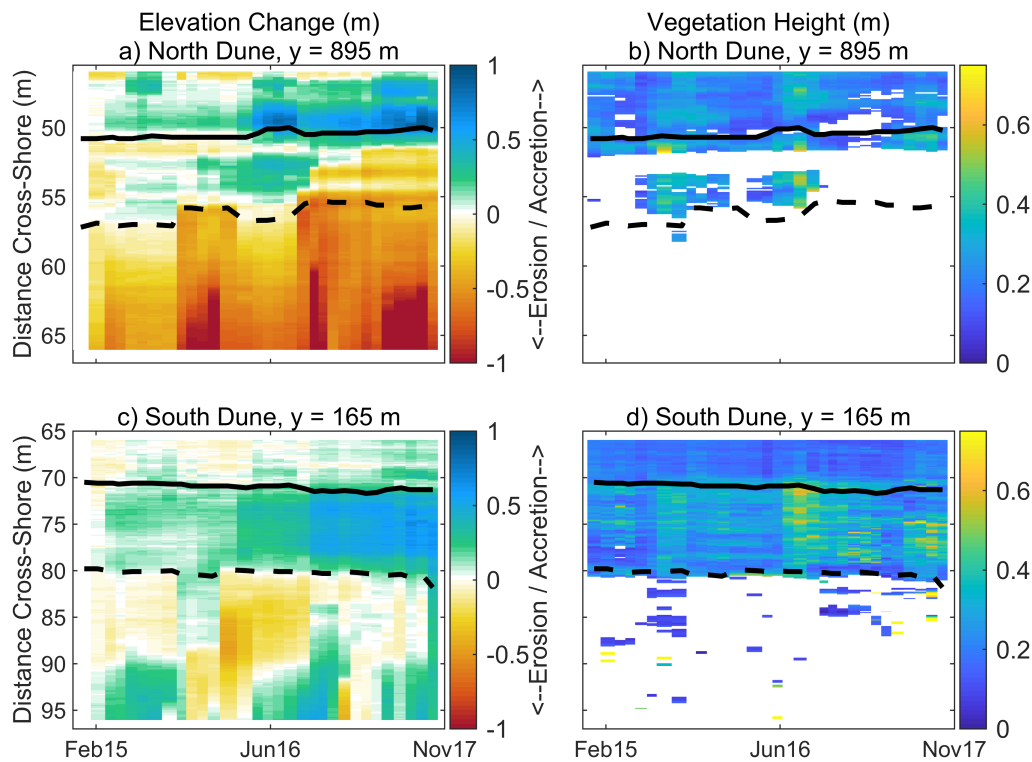 Elevation Change (m)
a) North Dune, y = 895 m
Vegetation Height (m)
b) North Dune, y = 895 m
Distance Cross-Shore (m)
50
55
60
65
1
0.5
0
-0.5
-1
<--Erosion / Accretion-->
0.6
0.4
0.2
0
c) South Dune, y = 165 m
d) South Dune, y = 165 m
Distance Cross-Shore (m)
65
70
75
80
85
90
95
Feb15
Jun16
Nov17
1
0.5
0
-0.5
-1
<--Erosion / Accretion-->
Feb15
Jun16
Nov17
0.6
0.4
0.2
0